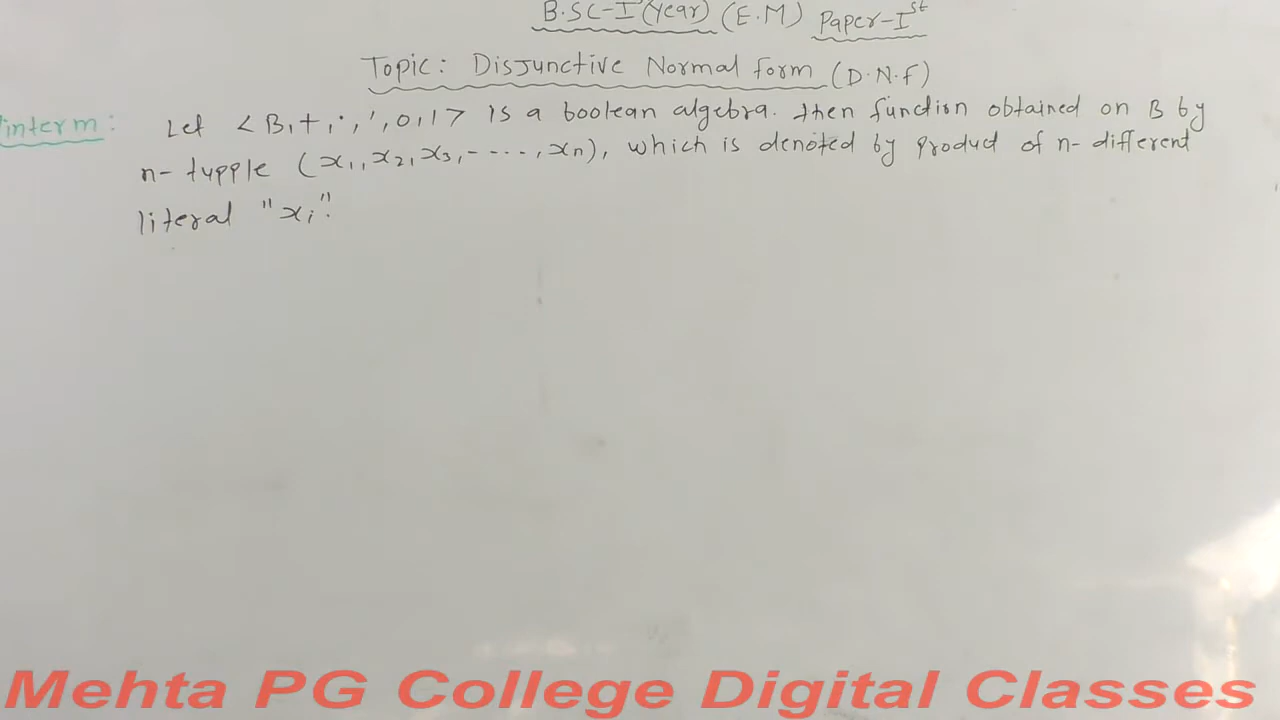 B.SC-I (Year) (E.M) Paper-I st
Topic: Disjunctive Normal form (D.N.F)
interm: Let <B,+,·,',0,1> is a boolean algebra. then function obtained on B by
n-tupple (x1,x2,x3,-----,xn), which is denoted by product of n-different
literal "xi".
Mehta PG College Digital Classes